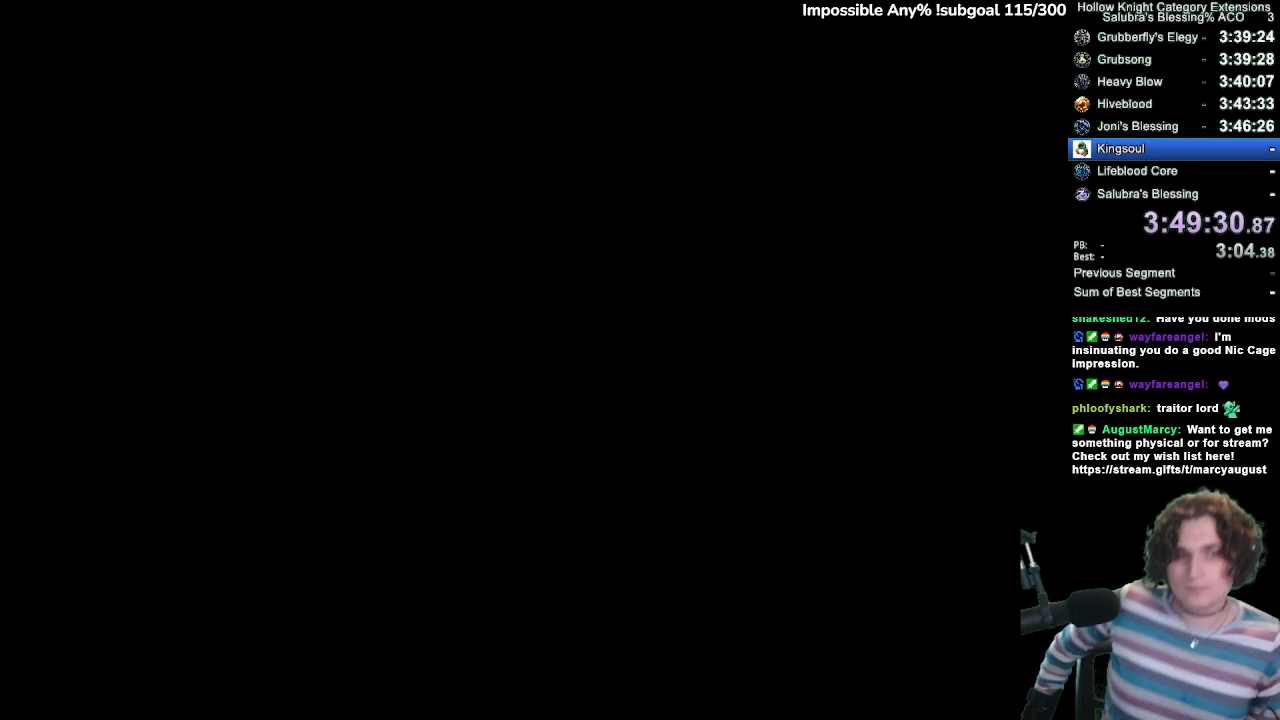 Impossible Any% !subgoal 115/300
Hollow Knight Category Extensions
Salubra's Blessing% ACO 3
Grubberfly's Elegy - 3:39:24
Grubsong - 3:39:28
Heavy Blow - 3:40:07
Hiveblood - 3:43:33
Joni's Blessing - 3:46:26
Kingsoul -
Lifeblood Core -
Salubra's Blessing -
3:49:30.87
PB: -
Best: -
3:04.38
Previous Segment -
Sum of Best Segments -
snakeshed12: Have you done mods
wayfareangel: I'm
insinuating you do a good Nic Cage
impression.
wayfareangel:
phloofyshark: traitor lord
AugustMarcy: Want to get me
something physical or for stream?
Check out my wish list here!
https://stream.gifts/t/marcyaugust